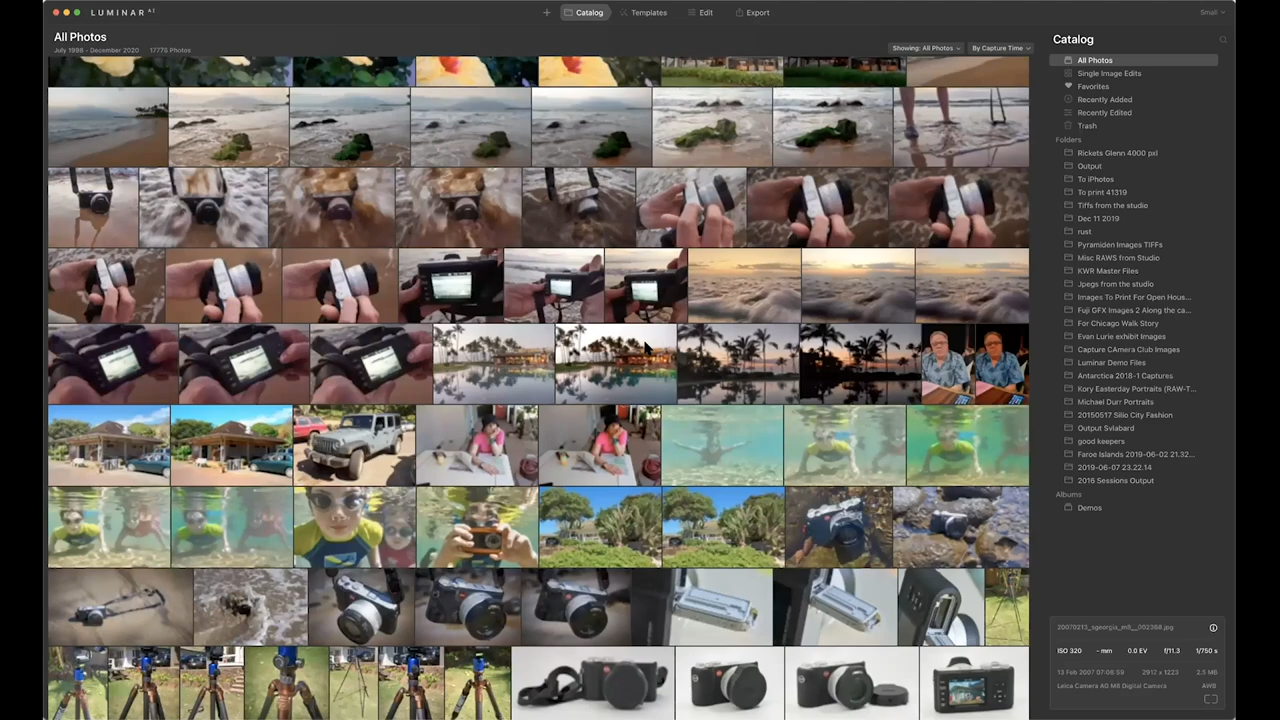 LUMINAR AI
+ Catalog Templates Edit Export
Small
All Photos
July 1998 - December 2020 17775 Photos
Showing: All Photos By Capture Time
Catalog
All Photos
Single Image Edits
Favorites
Recently Added
Recently Edited
Trash
Folders
Rickets Glenn 4000 pxl
Output
To iPhotos
To print 41319
Tiffs from the studio
Dec 11 2019
rust
Pyramiden Images TIFFs
Misc RAWS from Studio
KWR Master Files
Jpegs from the studio
Images To Print For Open Hous...
Fuji GFX Images 2 Along the ca...
For Chicago Walk Story
Evan Lurie exhibit Images
Capture CAmera Club Images
Luminar Demo Files
Antarctica 2018-1 Captures
Kory Easterday Portraits (RAW-T...
Michael Durr Portraits
20150517 Silio City Fashion
Output Svlabard
good keepers
Faroe Islands 2019-06-02 21.32...
2019-06-07 23.22.14
2016 Sessions Output
Albums
Demos
20070213_sgeorgia_m8__002368.jpg
ISO 320 - mm 0.0 EV f/11.3 1/750 s
13 Feb 2007 07:08:59 2917 x 1223 2.5 MB
Leica Camera AG M8 Digital Camera AWB